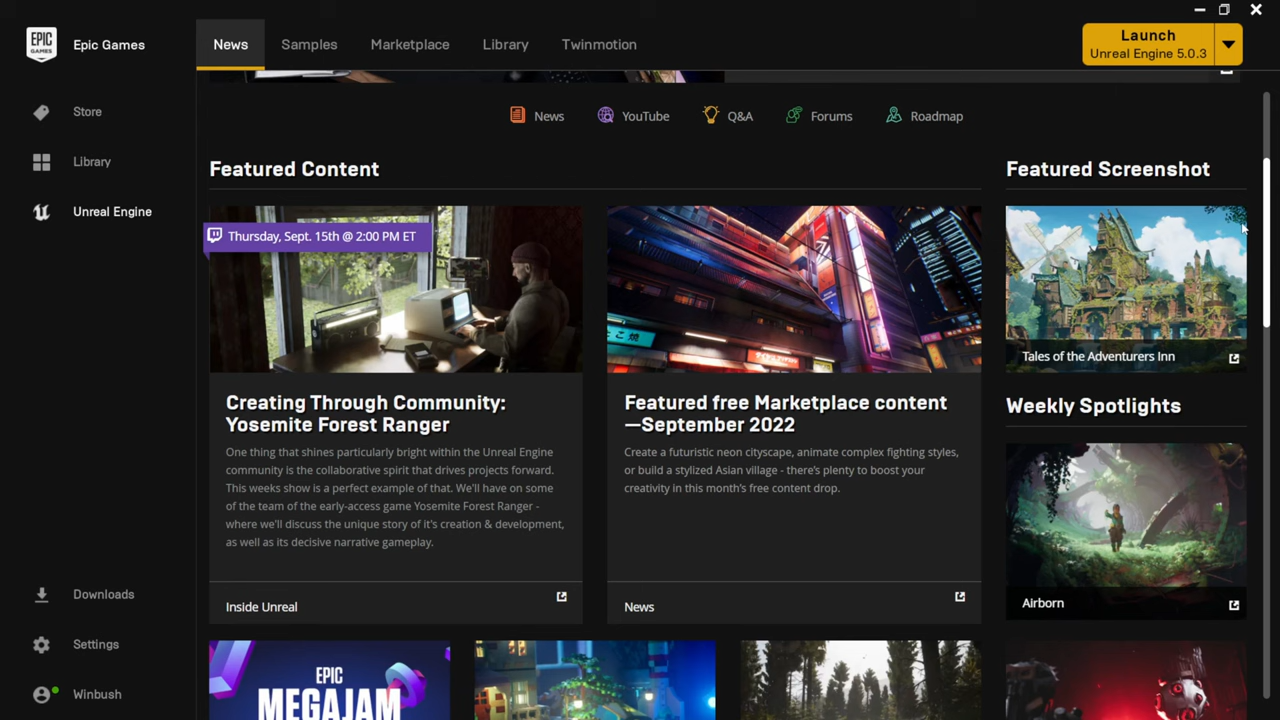 EPIC
GAMES
Epic Games
News
Samples
Marketplace
Library
Twinmotion
Launch
Unreal Engine 5.0.3
Store
Library
Unreal Engine
Downloads
Settings
Winbush
News
YouTube
Q&A
Forums
Roadmap
Featured Content
Thursday, Sept. 15th @ 2:00 PM ET
Creating Through Community:
Yosemite Forest Ranger
One thing that shines particularly bright within the Unreal Engine
community is the collaborative spirit that drives projects forward.
This weeks show is a perfect example of that. We'll have on some
of the team of the early-access game Yosemite Forest Ranger -
where we'll discuss the unique story of it's creation & development,
as well as its decisive narrative gameplay.
Inside Unreal
Featured free Marketplace content
—September 2022
Create a futuristic neon cityscape, animate complex fighting styles,
or build a stylized Asian village - there's plenty to boost your
creativity in this month's free content drop.
News
Featured Screenshot
Tales of the Adventurers Inn
Weekly Spotlights
Airborn
EPIC
MEGAJAM